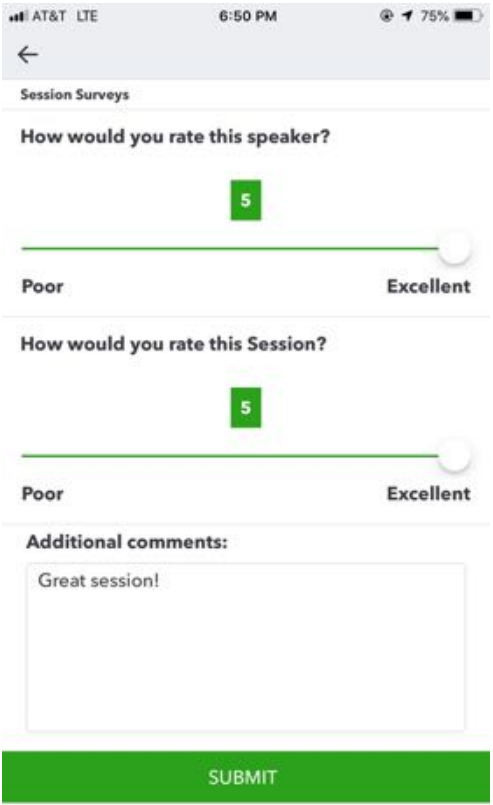 AT&T LTE 6:50 PM 75%
Session Surveys
How would you rate this speaker?
5
Poor Excellent
How would you rate this Session?
5
Poor Excellent
Additional comments:
Great session!
SUBMIT